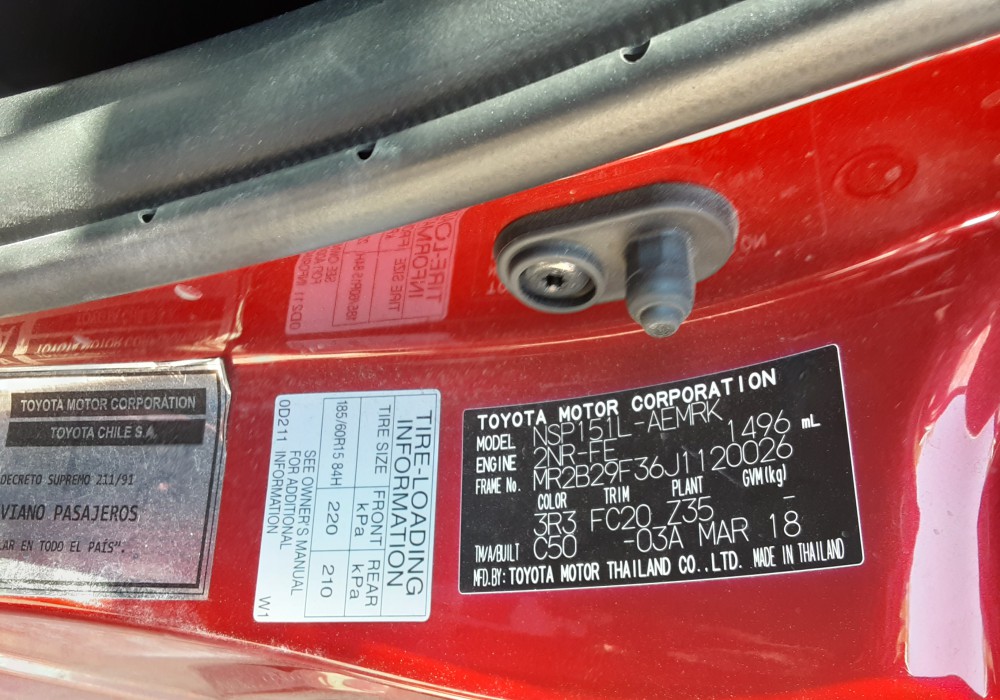 TOYOTA MOTOR CORPORATION
TOYOTA CHILE S.A.
DECRETO SUPREMO 211/91
VIANO PASAJEROS
LAR EN TODO EL PAÍS".
TIRE-LOADING
INFORMATION
TIRE SIZE FRONT REAR
kPa kPa
185/60R15 84H 220 210
SEE OWNER'S MANUAL
FOR ADDITIONAL
INFORMATION
0D211 W1
TOYOTA MOTOR CORPORATION
MODEL NSP151L-AEMRK
ENGINE 2NR-FE 1496 mL
FRAME No. MR2B29F36J1120026
COLOR TRIM PLANT GVM(kg)
3R3 FC20 Z35 -
TM/A/BUILT C50 -03A MAR 18
MFD.BY: TOYOTA MOTOR THAILAND CO.,LTD. MADE IN THAILAND